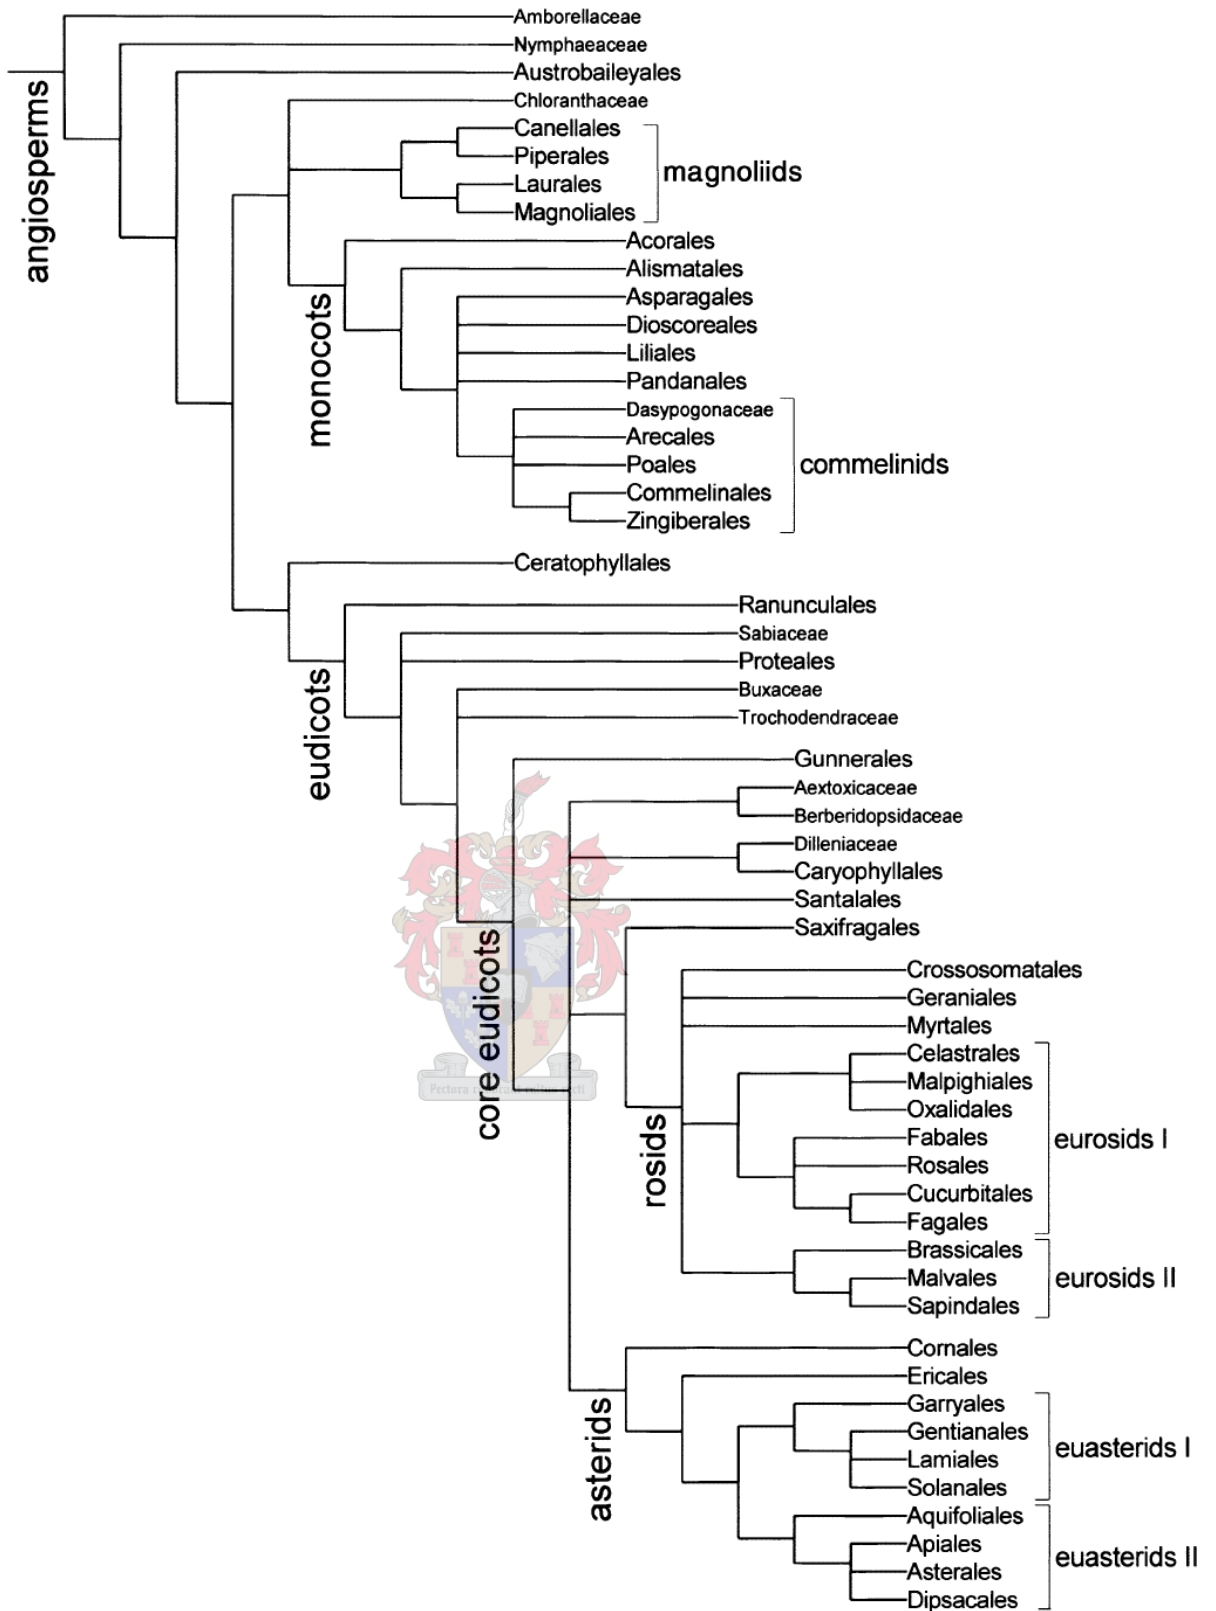 Amborellaceae
Nymphaeaceae
Austrobaileyales
angiosperms
Chloranthaceae
Canellales
Piperales
Laurales
Magnoliales
magnoliids
Acorales
Alismatales
Asparagales
Dioscoreales
Liliales
Pandanales
monocots
Dasypogonaceae
Arecales
Poales
Commelinales
Zingiberales
commelinids
Ceratophyllales
Ranunculales
Sabiaceae
Proteales
Buxaceae
Trochodendraceae
eudicots
Gunnerales
Aextoxicaceae
Berberidopsidaceae
Dilleniaceae
Caryophyllales
Santalales
Saxifragales
core eudicots
Pectora
Crossosomatales
Geraniales
Myrtales
Celastrales
Malpighiales
Oxalidales
Fabales
Rosales
Cucurbitales
Fagales
eurosids I
rosids
Brassicales
Malvales
Sapindales
eurosids II
Cornales
Ericales
Garryales
Gentianales
Lamiales
Solanales
euasterids I
asterids
Aquifoliales
Apiales
Asterales
Dipsacales
euasterids II